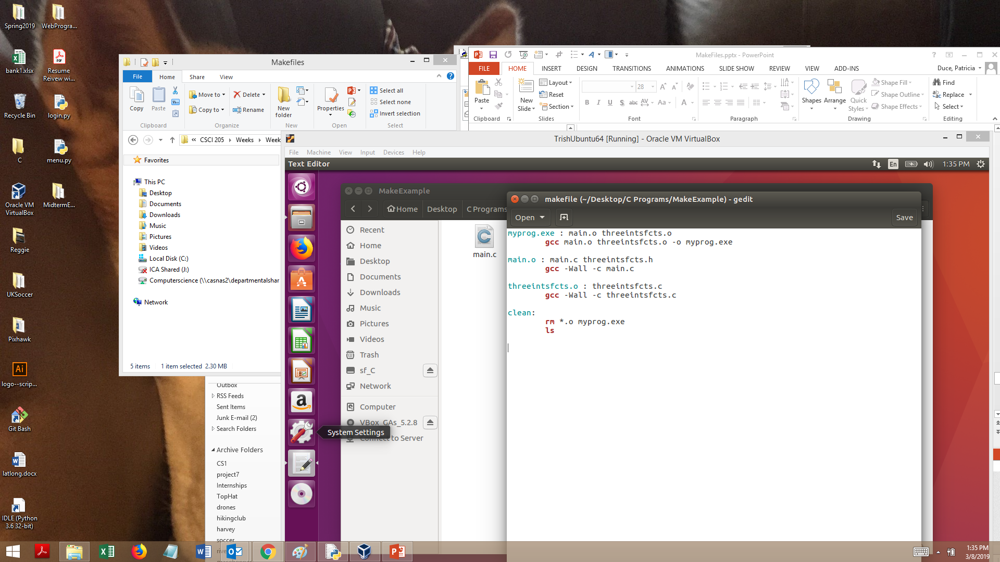 Spring2019
WebProgra...
bank1.xlsx
Resume
Reivew wi...
Recycle Bin
login.py
C
menu.py
Oracle VM
VirtualBox
MidtermE...
Reggie
UKSoccer
Pixhawk
logo--scrip...
Git Bash
latlong.docx
IDLE (Python
3.6 32-bit)
Makefiles
File Home Share View
Copy
Paste
Move to
Copy to
Delete
Rename
New
folder
Properties
Select all
Select none
Invert selection
Clipboard Organize New Open Select
« CSCI 205 Weeks Week
Favorites
This PC
Desktop
Documents
Downloads
Music
Pictures
Videos
Local Disk (C:)
ICA Shared (J:)
Computerscience (\\casnas2\departmentalshar
Network
5 items 1 item selected 2.30 MB
Outbox
RSS Feeds
Sent Items
Junk E-mail (2)
Search Folders
Archive Folders
CS1
project7
Internships
TopHat
drones
hikingclub
harvey
soccer
MakeFiles.pptx - PowerPoint
FILE HOME INSERT DESIGN TRANSITIONS ANIMATIONS SLIDE SHOW REVIEW VIEW ADD-INS
Duce, Patricia
Paste
New
Slide
Layout
Reset
Section
28
B I U S abc AV Aa A
Shapes
Arrange
Quick
Styles
Shape Fill
Shape Outline
Shape Effects
Find
Replace
Select
Clipboard Slides Font Paragraph Drawing Editing
TrishUbuntu64 [Running] - Oracle VM VirtualBox
File Machine View Input Devices Help
Text Editor
En
1:35 PM
MakeExample
Home Desktop C Programs
Recent
Home
Desktop
Documents
Downloads
Music
Pictures
Videos
Trash
sf_C
Network
Computer
VBox_GAs_5.2.8
Connect to Server
System Settings
main.c
makefile (~/Desktop/C Programs/MakeExample) - gedit
Open
Save
myprog.exe : main.o threeintsfcts.o
gcc main.o threeintsfcts.o -o myprog.exe
main.o : main.c threeintsfcts.h
gcc -Wall -c main.c
threeintsfcts.o : threeintsfcts.c
gcc -Wall -c threeintsfcts.c
clean:
rm *.o myprog.exe
ls
1:35 PM
3/8/2019